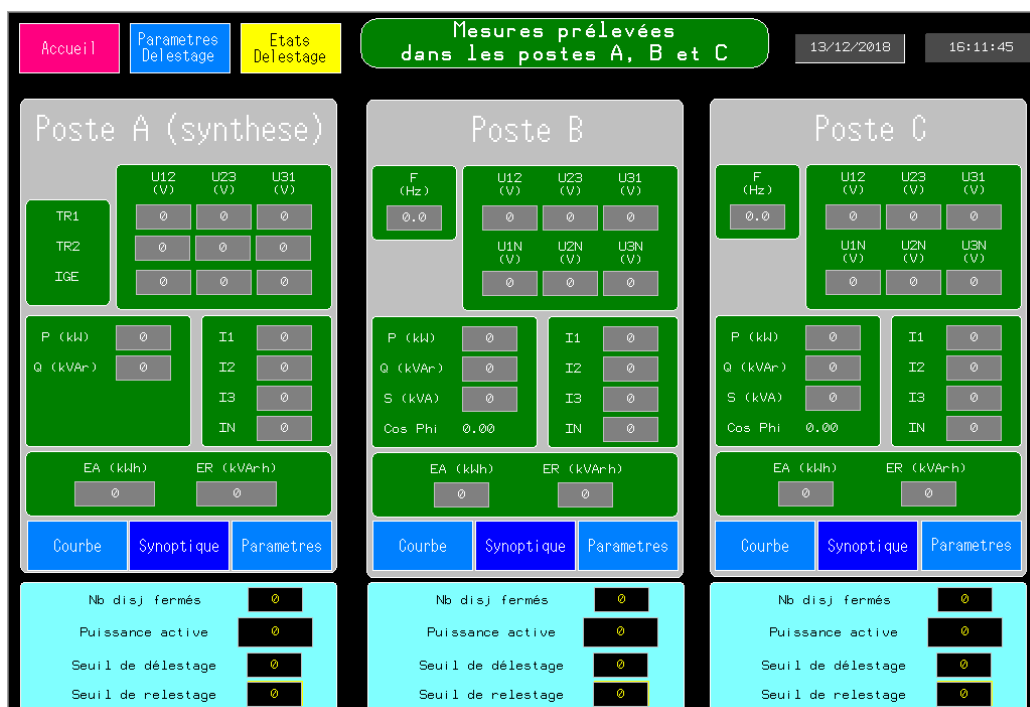 Accueil
Parametres
Delestage
Etats
Delestage
Mesures prélevées
dans les postes A, B et C
13/12/2018
16:11:45
Poste A (synthese)
U12 U23 U31
(V) (V) (V)
TR1 0 0 0
TR2 0 0 0
IGE 0 0 0
P (kW) 0
Q (kVAr) 0
I1 0
I2 0
I3 0
IN 0
EA (kWh) ER (kVArh)
0 0
Courbe Synoptique Parametres
Nb disj fermés 0
Puissance active 0
Seuil de délestage 0
Seuil de relestage 0
Poste B
F
(Hz)
0.0
U12 U23 U31
(V) (V) (V)
0 0 0
U1N U2N U3N
(V) (V) (V)
0 0 0
P (kW) 0
Q (kVAr) 0
S (kVA) 0
Cos Phi 0.00
I1 0
I2 0
I3 0
IN 0
EA (kWh) ER (kVArh)
0 0
Courbe Synoptique Parametres
Nb disj fermés 0
Puissance active 0
Seuil de délestage 0
Seuil de relestage 0
Poste C
F
(Hz)
0.0
U12 U23 U31
(V) (V) (V)
0 0 0
U1N U2N U3N
(V) (V) (V)
0 0 0
P (kW) 0
Q (kVAr) 0
S (kVA) 0
Cos Phi 0.00
I1 0
I2 0
I3 0
IN 0
EA (kWh) ER (kVArh)
0 0
Courbe Synoptique Parametres
Nb disj fermés 0
Puissance active 0
Seuil de délestage 0
Seuil de relestage 0